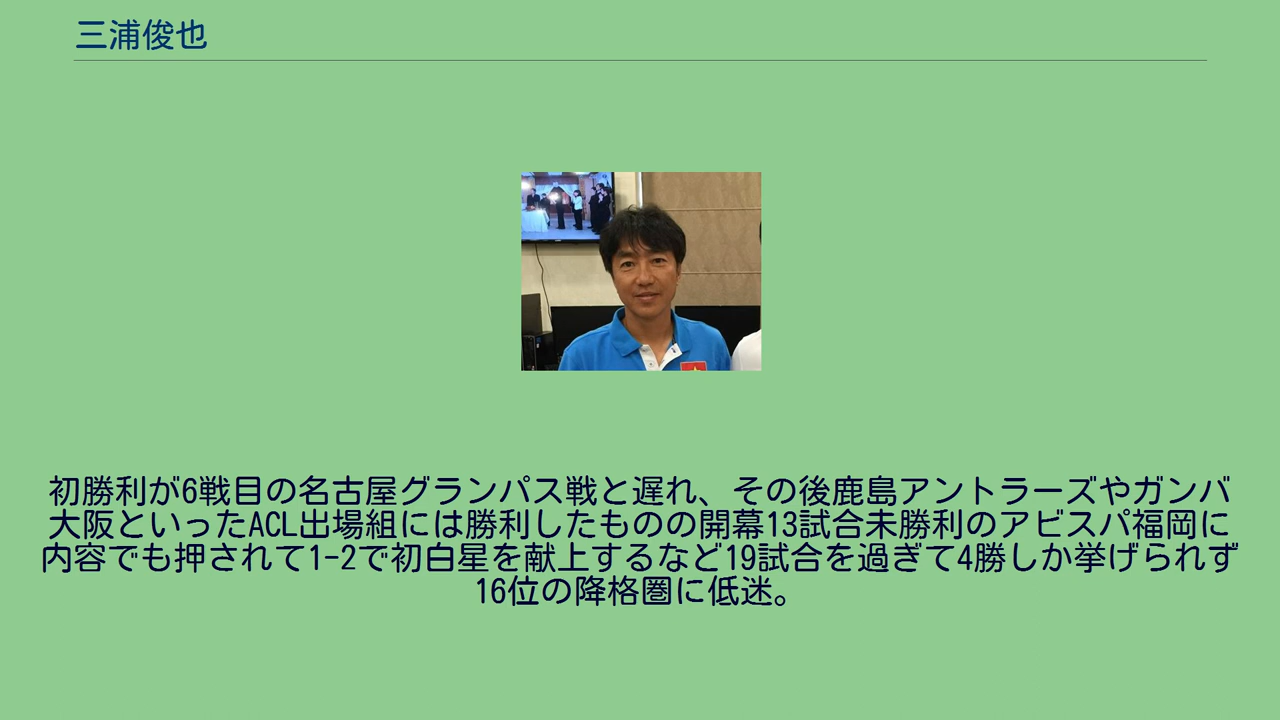 三浦俊也
初勝利が6戦目の名古屋グランパス戦と遅れ、その後鹿島アントラーズやガンバ
大阪といったACL出場組には勝利したものの開幕13試合未勝利のアビスパ福岡に
内容でも押されて1-2で初白星を献上するなど19試合を過ぎて4勝しか挙げられず
16位の降格圏に低迷。